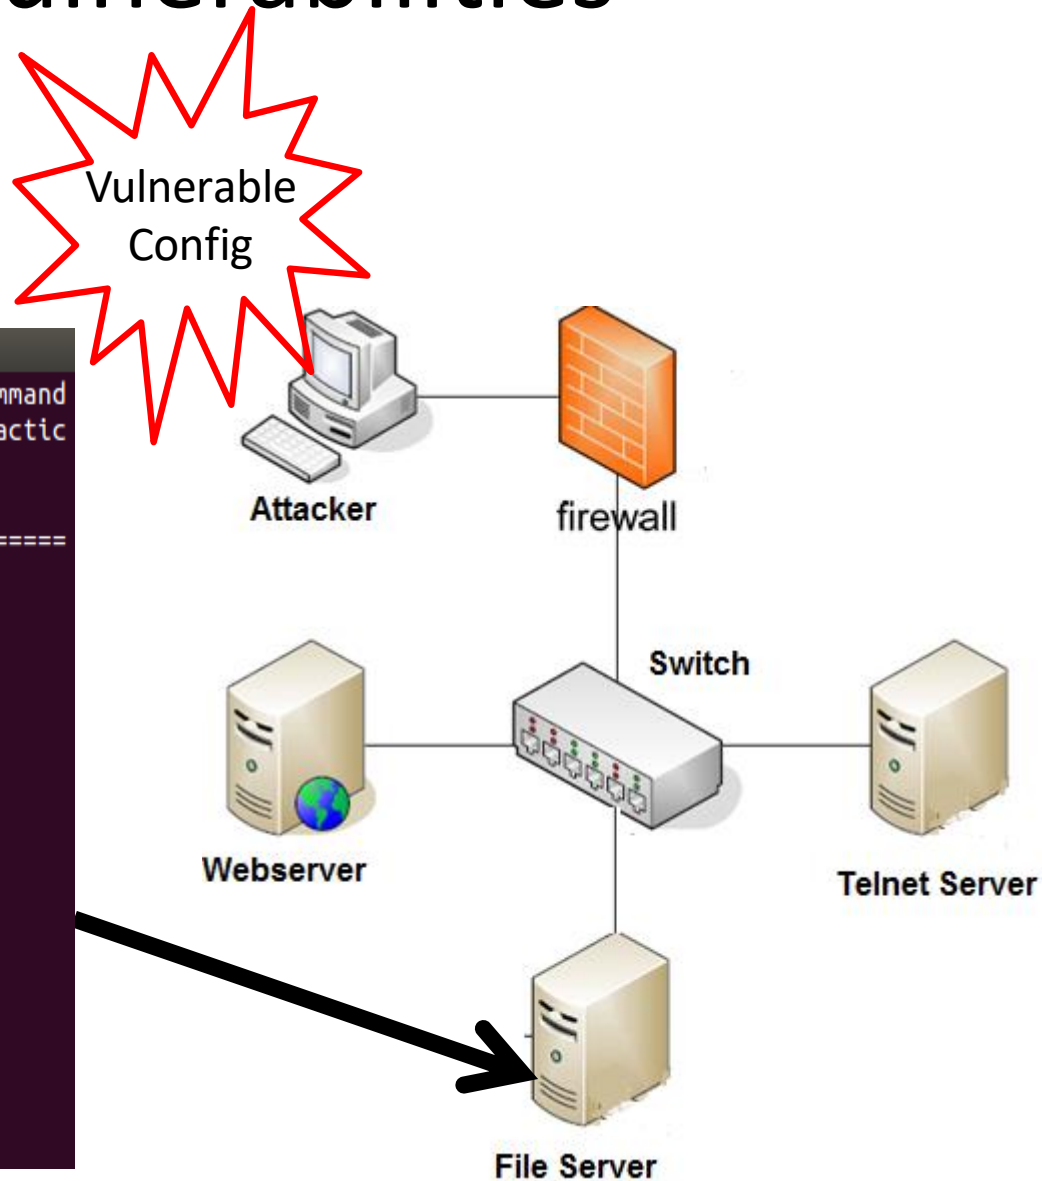 Vulnerable
Config
Attacker
firewall
Switch
Webserver
Telnet Server
File Server
=====